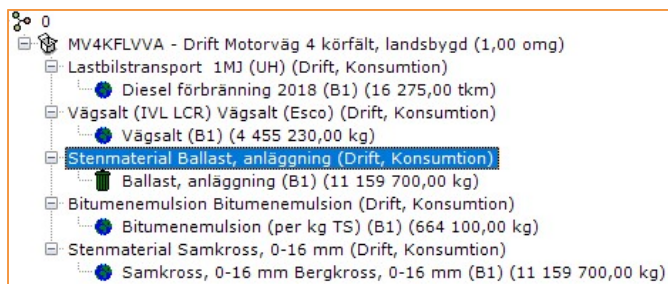 0
MV4KFLVVA - Drift Motorväg 4 körfält, landsbygd (1,00 omg)
Lastbilstransport 1MJ (UH) (Drift, Konsumtion)
Diesel förbränning 2018 (B1) (16 275,00 tkm)
Vägsalt (IVL LCR) Vägsalt (Esco) (Drift, Konsumtion)
Vägsalt (B1) (4 455 230,00 kg)
Stenmaterial Ballast, anläggning (Drift, Konsumtion)
Ballast, anläggning (B1) (11 159 700,00 kg)
Bitumenemulsion Bitumenemulsion (Drift, Konsumtion)
Bitumenemulsion (per kg TS) (B1) (664 100,00 kg)
Stenmaterial Samkross, 0-16 mm (Drift, Konsumtion)
Samkross, 0-16 mm Bergkross, 0-16 mm (B1) (11 159 700,00 kg)